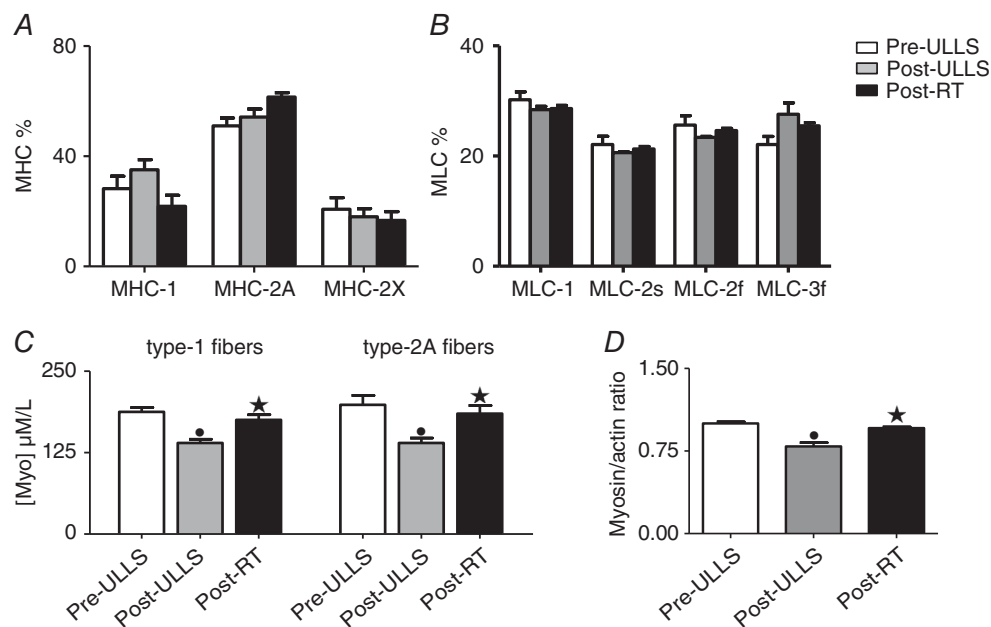 A
80
40
0
MHC %
MHC-1 MHC-2A MHC-2X
B
40
20
0
MLC %
MLC-1 MLC-2s MLC-2f MLC-3f
Pre-ULLS
Post-ULLS
Post-RT
C
type-1 fibers type-2A fibers
250
125
0
[Myo] µM/L
Pre-ULLS Post-ULLS Post-RT Pre-ULLS Post-ULLS Post-RT
D
1.50
0.75
0.00
Myosin/actin ratio
Pre-ULLS Post-ULLS Post-RT